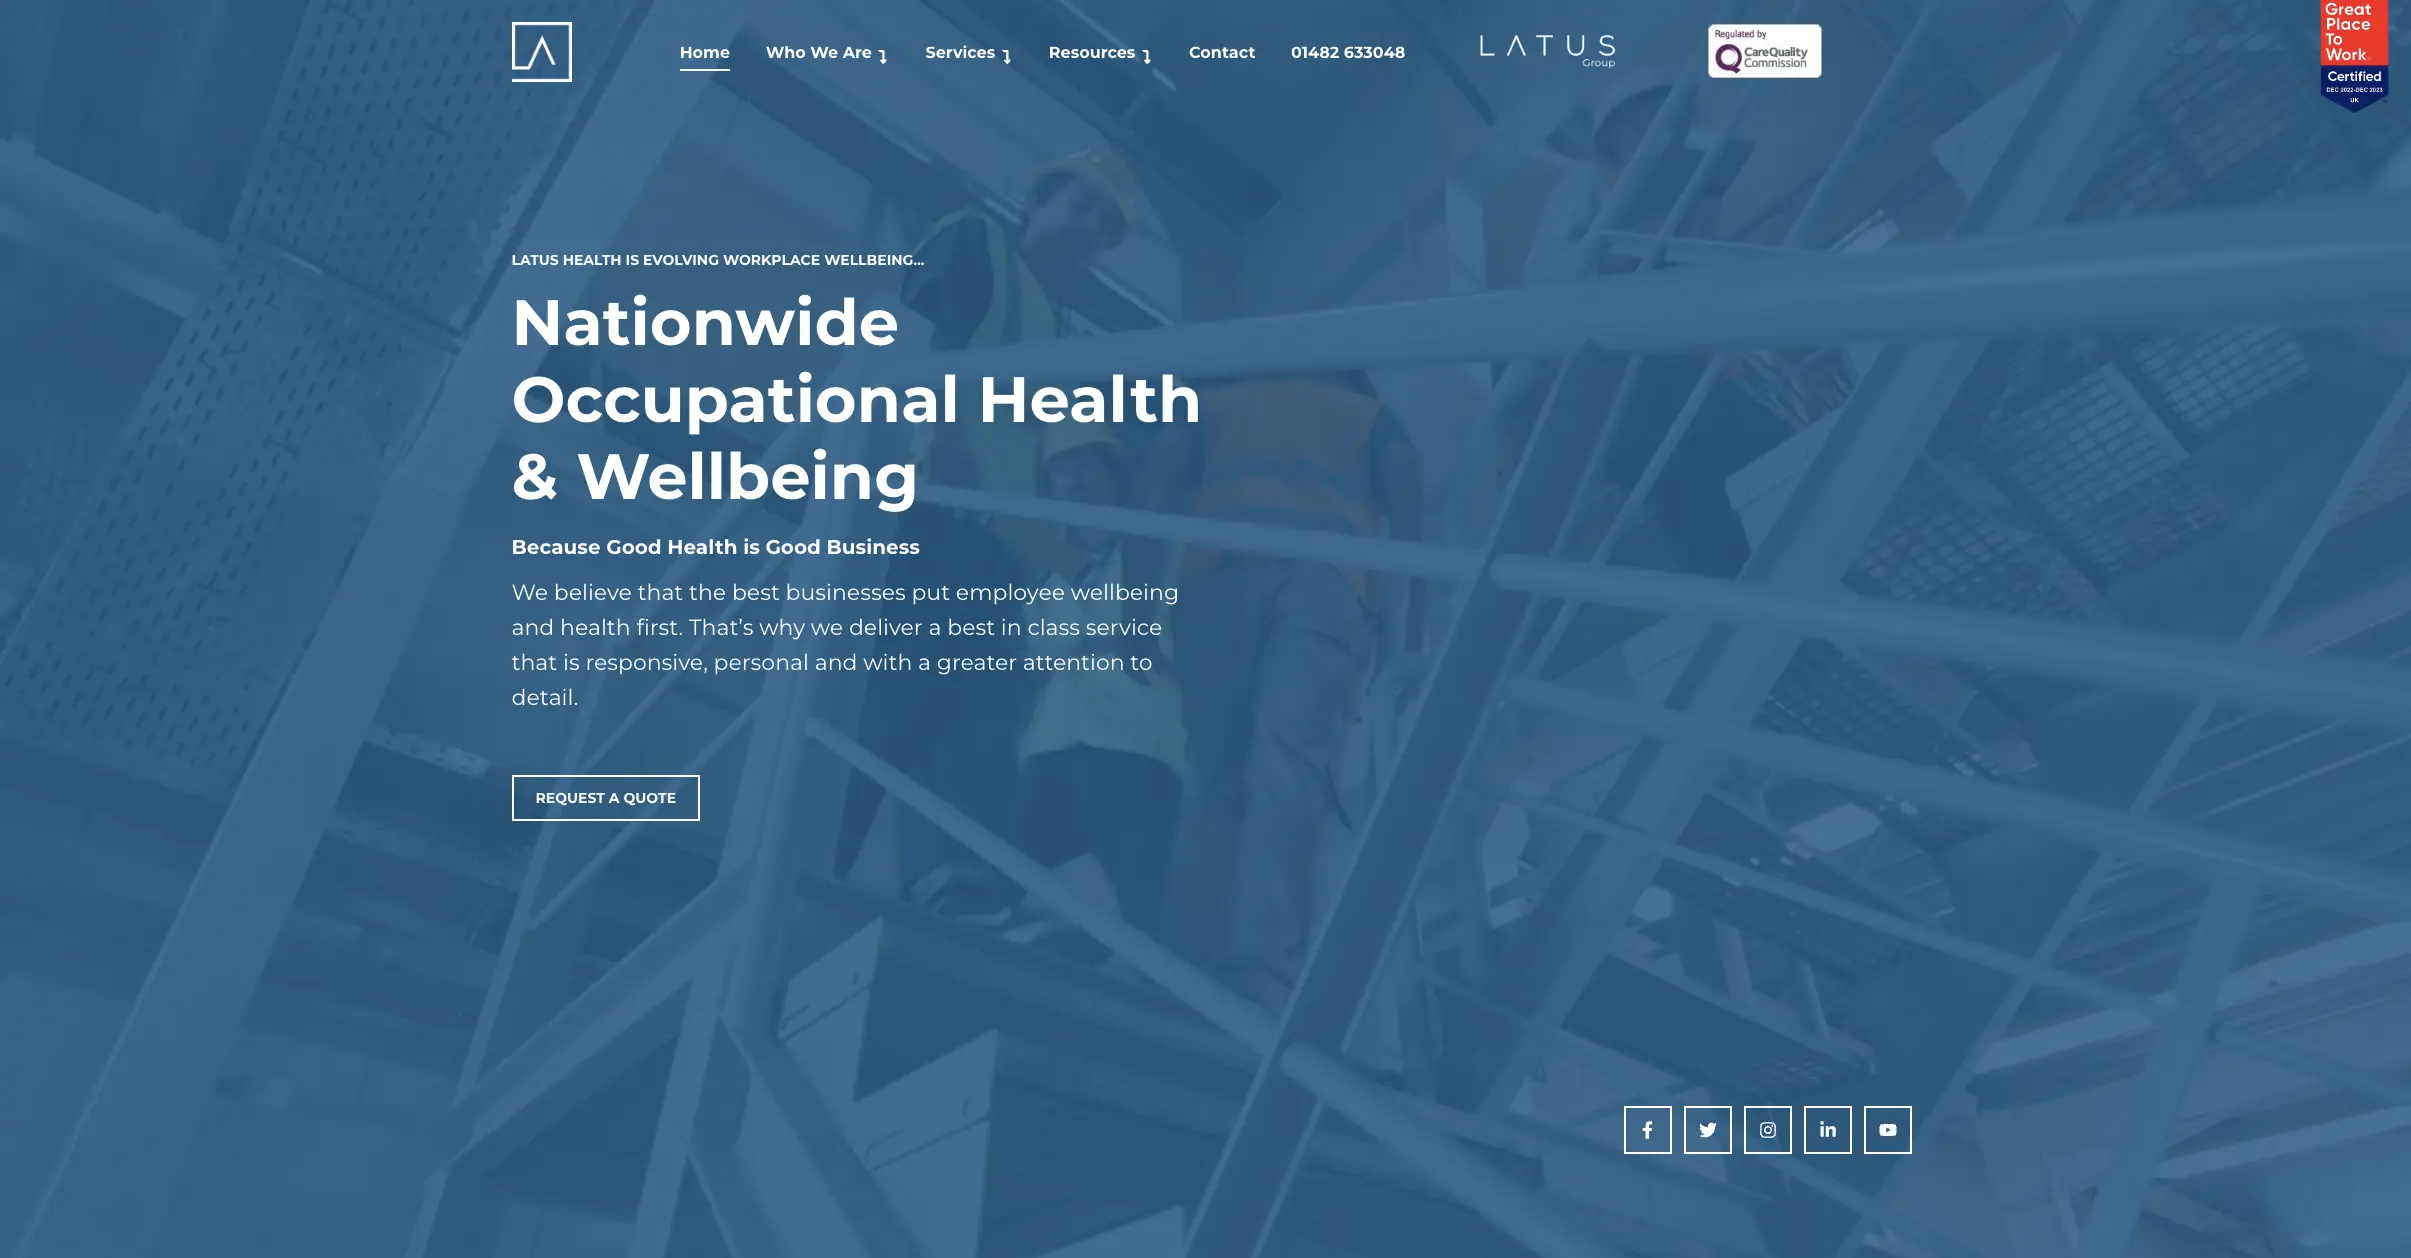 Home
Who We Are
Services
Resources
Contact
01482 633048
LATUS
Group
Regulated by
CareQuality
Commission
Great
Place
To
Work
Certified
DEC 2022-DEC 2023
UK
LATUS HEALTH IS EVOLVING WORKPLACE WELLBEING...
Nationwide
Occupational Health
& Wellbeing
Because Good Health is Good Business
We believe that the best businesses put employee wellbeing
and health first. That’s why we deliver a best in class service
that is responsive, personal and with a greater attention to
detail.
REQUEST A QUOTE